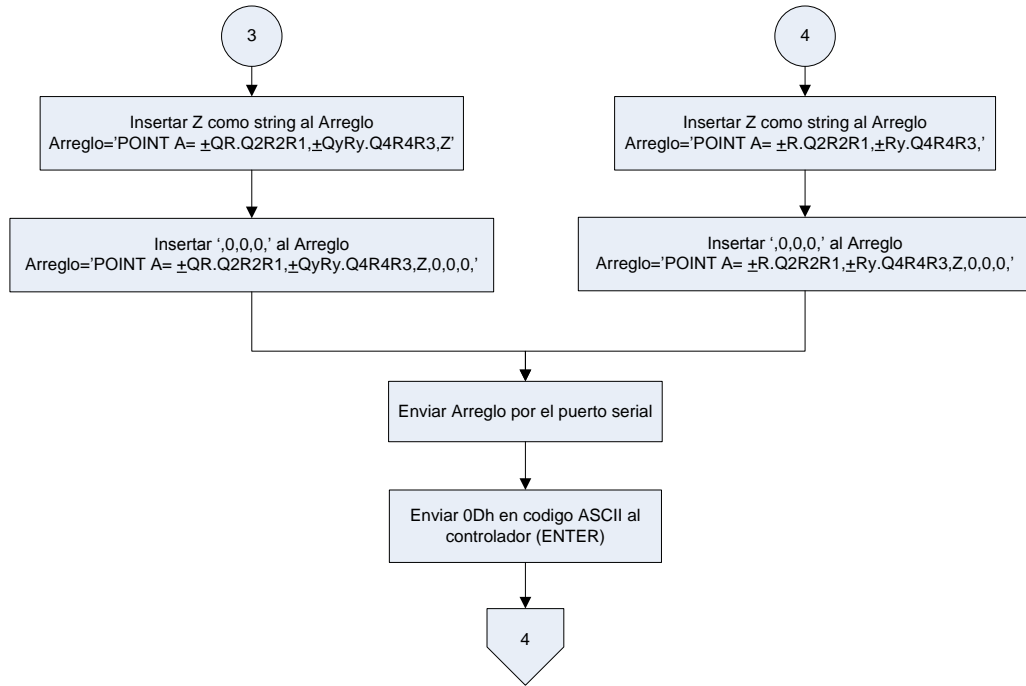 3
Insertar Z como string al Arreglo
Arreglo='POINT A= ±QR.Q2R2R1,±QyRy.Q4R4R3,Z’
Insertar ‘,0,0,0,’ al Arreglo
Arreglo='POINT A= ±QR.Q2R2R1,±QyRy.Q4R4R3,Z,0,0,0,’
4
Insertar Z como string al Arreglo
Arreglo='POINT A= ±R.Q2R2R1,±Ry.Q4R4R3,’
Insertar ‘,0,0,0,’ al Arreglo
Arreglo='POINT A= ±R.Q2R2R1,±Ry.Q4R4R3,Z,0,0,0,’
Enviar Arreglo por el puerto serial
Enviar 0Dh en codigo ASCII al
controlador (ENTER)
4